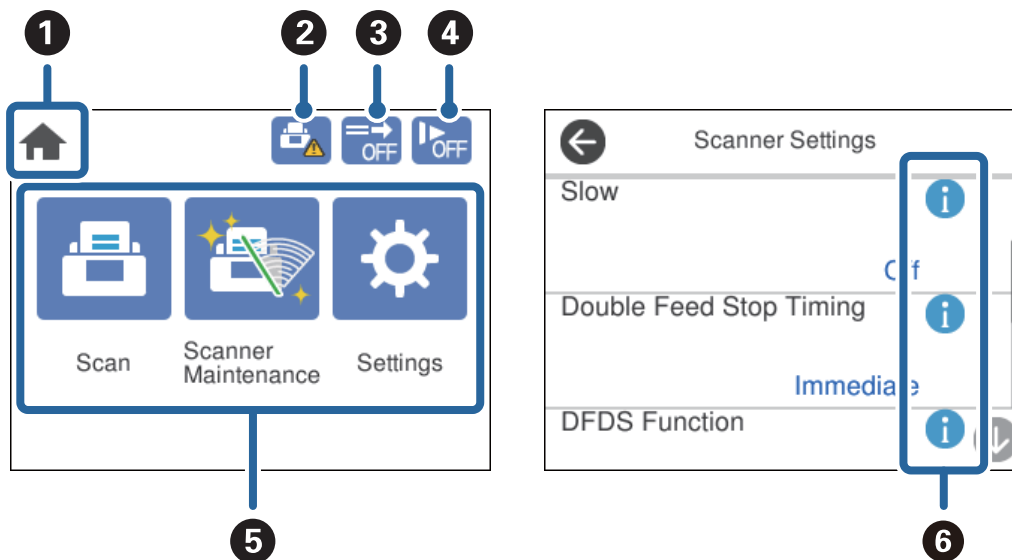 1
2
3
4
OFF
OFF
Scan
Scanner
Maintenance
Settings
5
Scanner Settings
Slow
i
Double Feed Stop Timing
i
DFDS Function
i
6